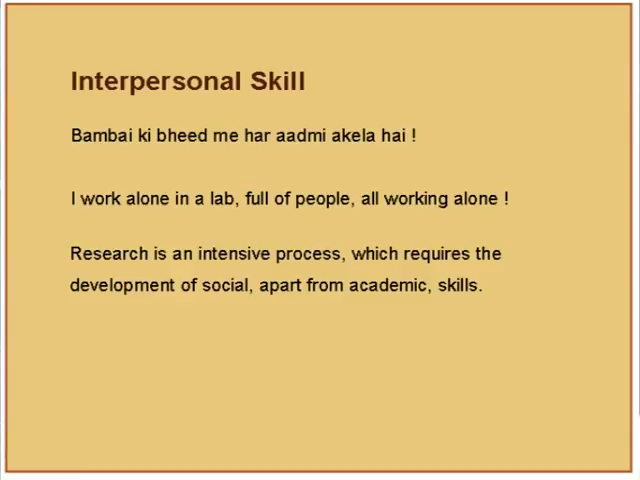 Interpersonal Skill
Bambai ki bheed me har aadmi akela hai !
I work alone in a lab, full of people, all working alone !
Research is an intensive process, which requires the
development of social, apart from academic, skills.